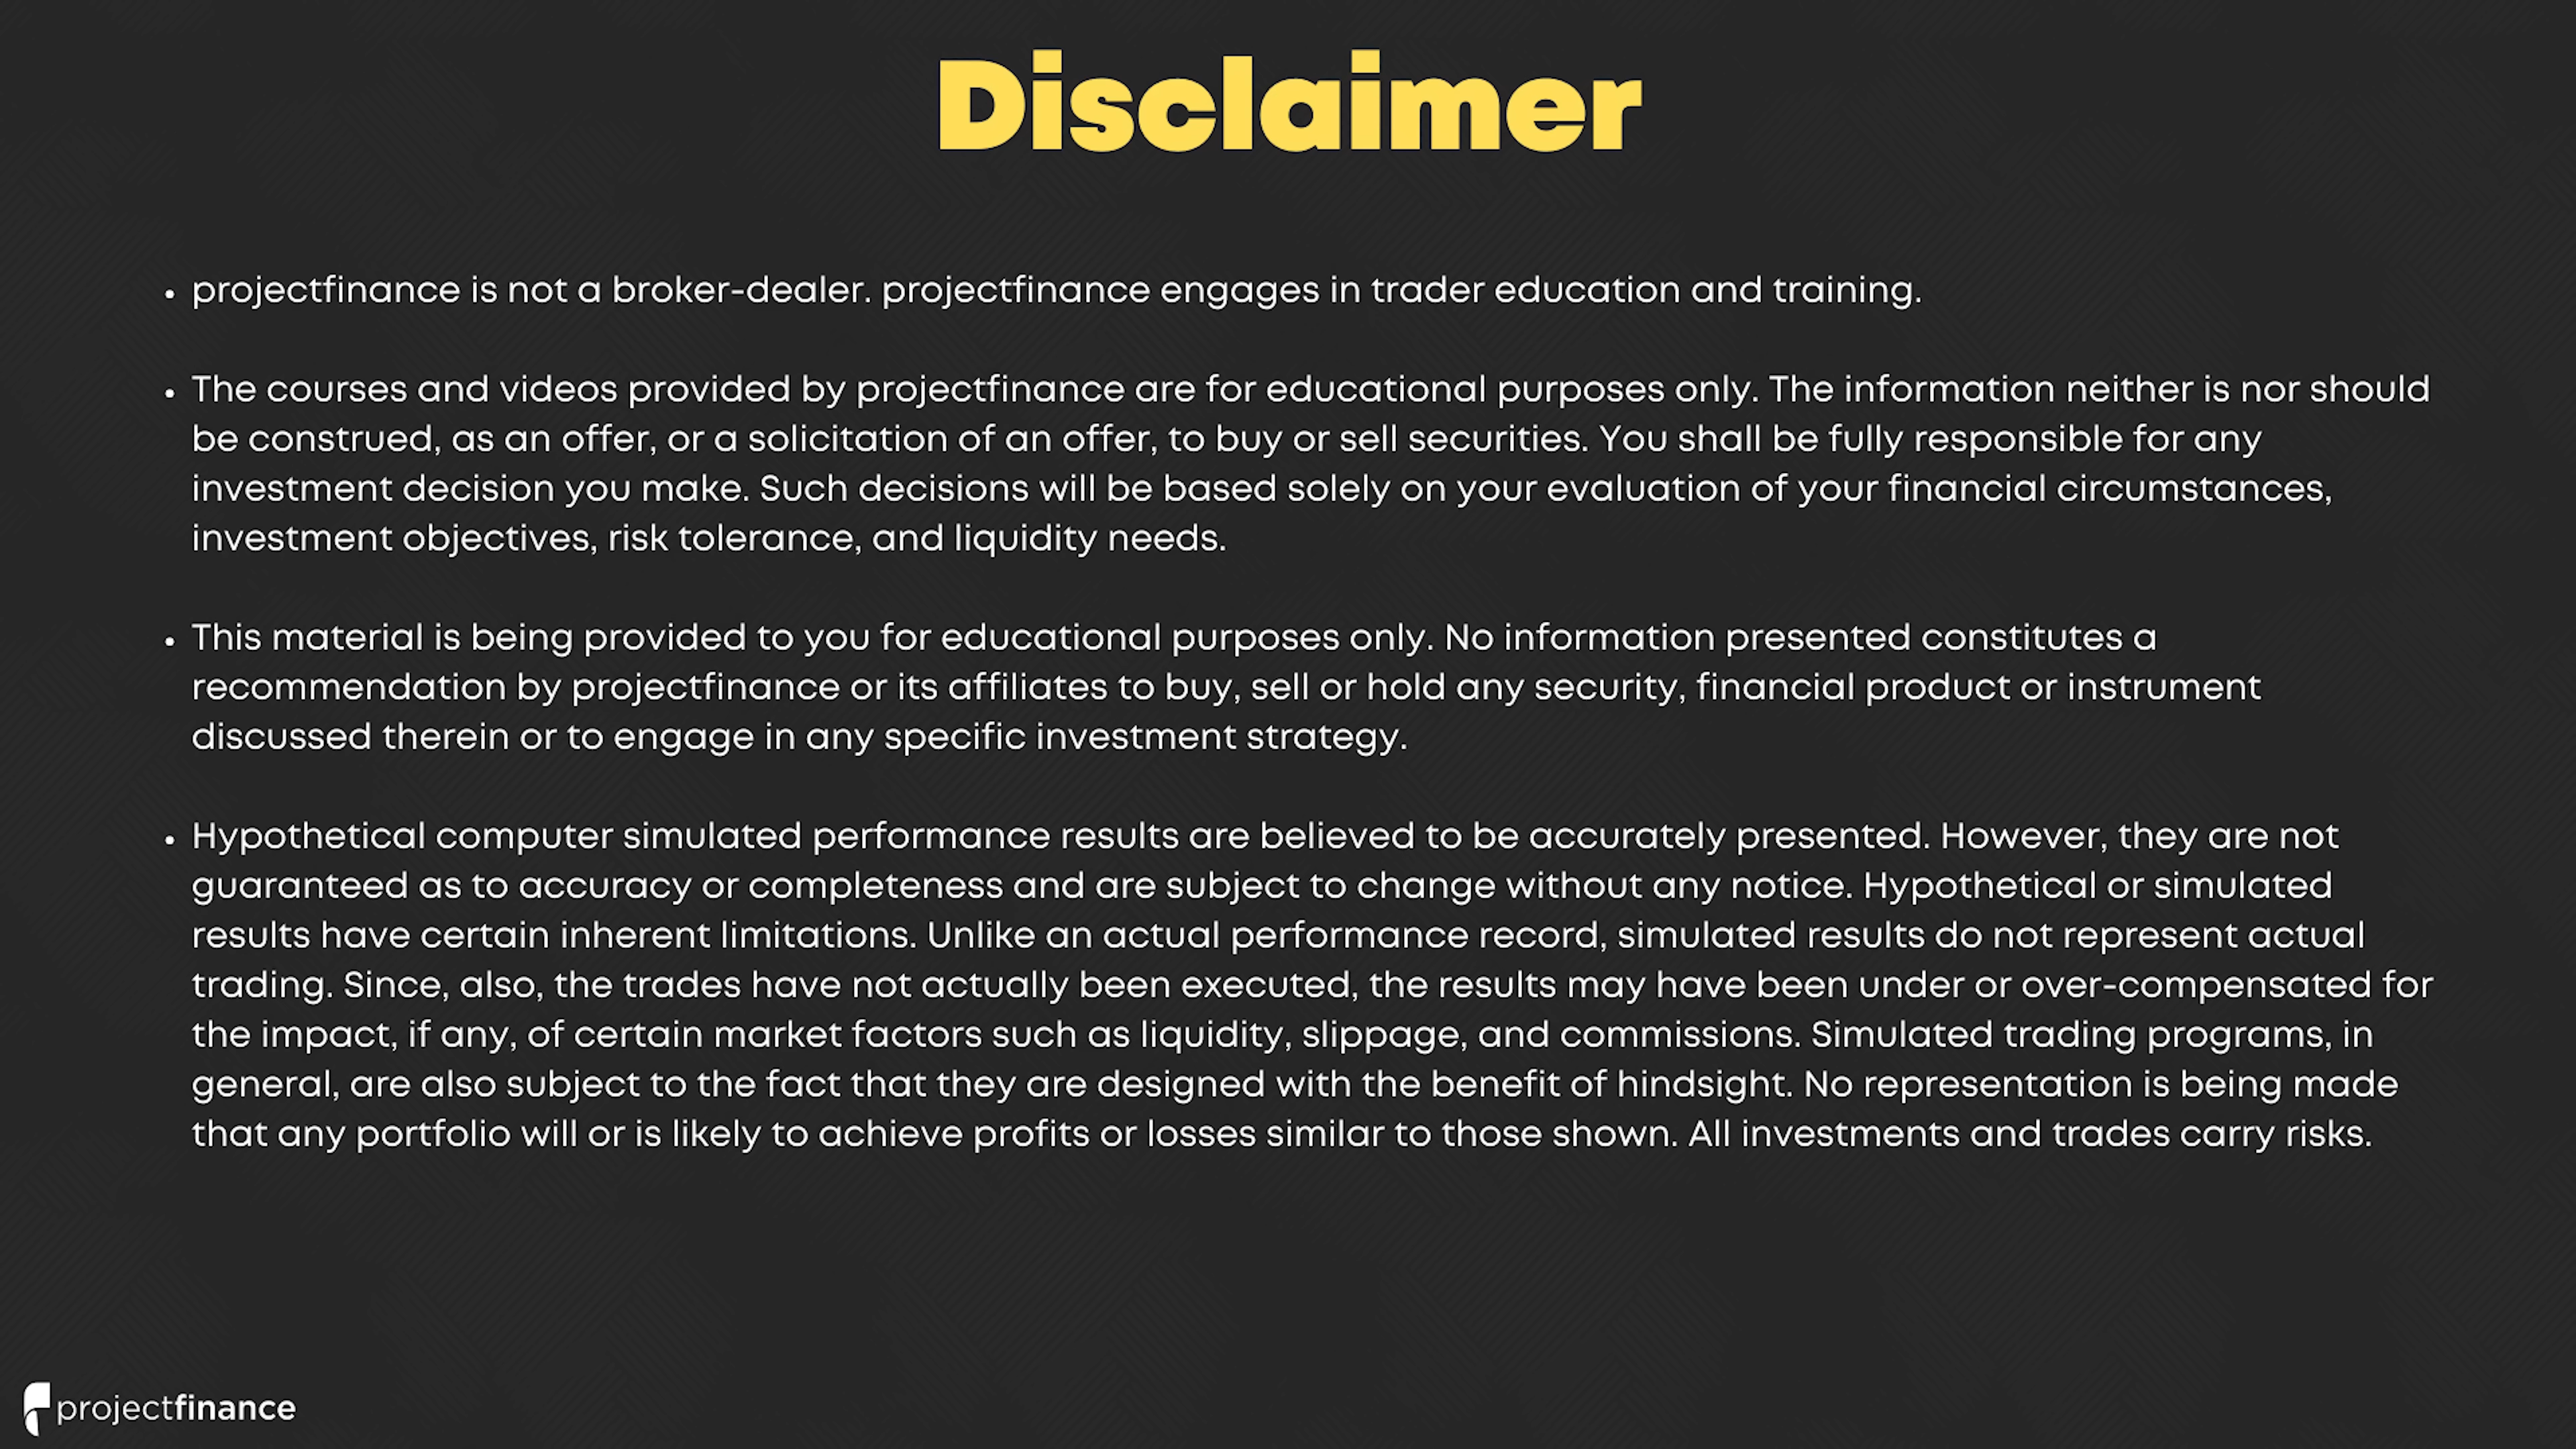 Disclaimer
• projectfinance is not a broker-dealer. projectfinance engages in trader education and training.
• The courses and videos provided by projectfinance are for educational purposes only. The information neither is nor should
be construed, as an offer, or a solicitation of an offer, to buy or sell securities. You shall be fully responsible for any
investment decision you make. Such decisions will be based solely on your evaluation of your financial circumstances,
investment objectives, risk tolerance, and liquidity needs.
• This material is being provided to you for educational purposes only. No information presented constitutes a
recommendation by projectfinance or its affiliates to buy, sell or hold any security, financial product or instrument
discussed therein or to engage in any specific investment strategy.
• Hypothetical computer simulated performance results are believed to be accurately presented. However, they are not
guaranteed as to accuracy or completeness and are subject to change without any notice. Hypothetical or simulated
results have certain inherent limitations. Unlike an actual performance record, simulated results do not represent actual
trading. Since, also, the trades have not actually been executed, the results may have been under or over-compensated for
the impact, if any, of certain market factors such as liquidity, slippage, and commissions. Simulated trading programs, in
general, are also subject to the fact that they are designed with the benefit of hindsight. No representation is being made
that any portfolio will or is likely to achieve profits or losses similar to those shown. All investments and trades carry risks.
projectfinance